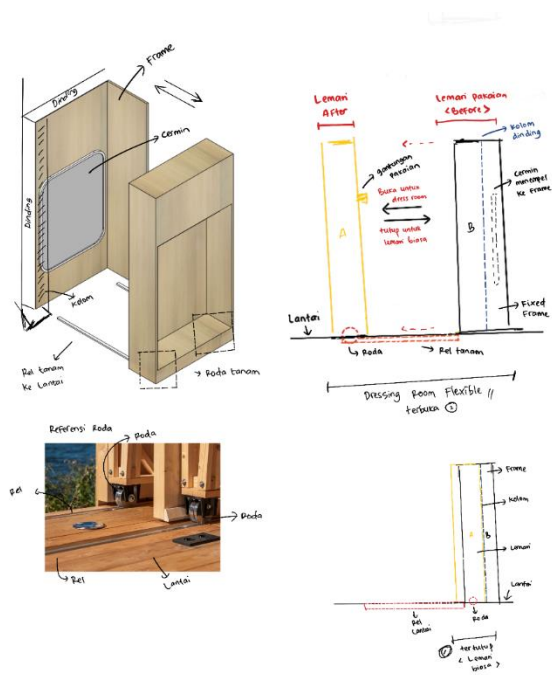 Dinding
Frame
Cermin
Dinding
Kolom
Rel tanam
Ke Lantai
Roda tanam
Lemari
After
Lemari pakaian
<Before>
Kolom
dinding
gantungan
pakaian
Buka untuk
dress room
tutup untuk
lemari biasa
Cermin
menempel
ke Frame
A
B
Fixed
Frame
Lantai
Roda
Rel tanam
Dressing Room Flexible //
terbuka ②
Referensi Roda
Roda
Rel
Roda
Rel
Lantai
Frame
Kolom
A
B
Lemari
Lantai
Rel
Lantai
Roda
tertutup
< Lemari
biasa >